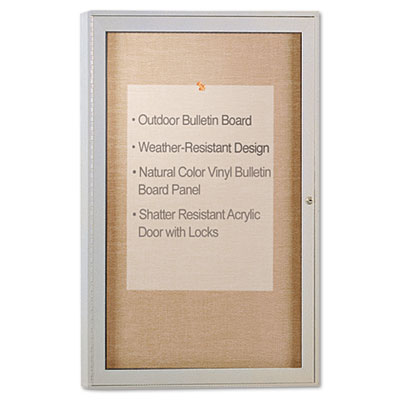 • Outdoor Bulletin Board
• Weather-Resistant Design
• Natural Color Vinyl Bulletin
Board Panel
• Shatter Resistant Acrylic
Door with Locks